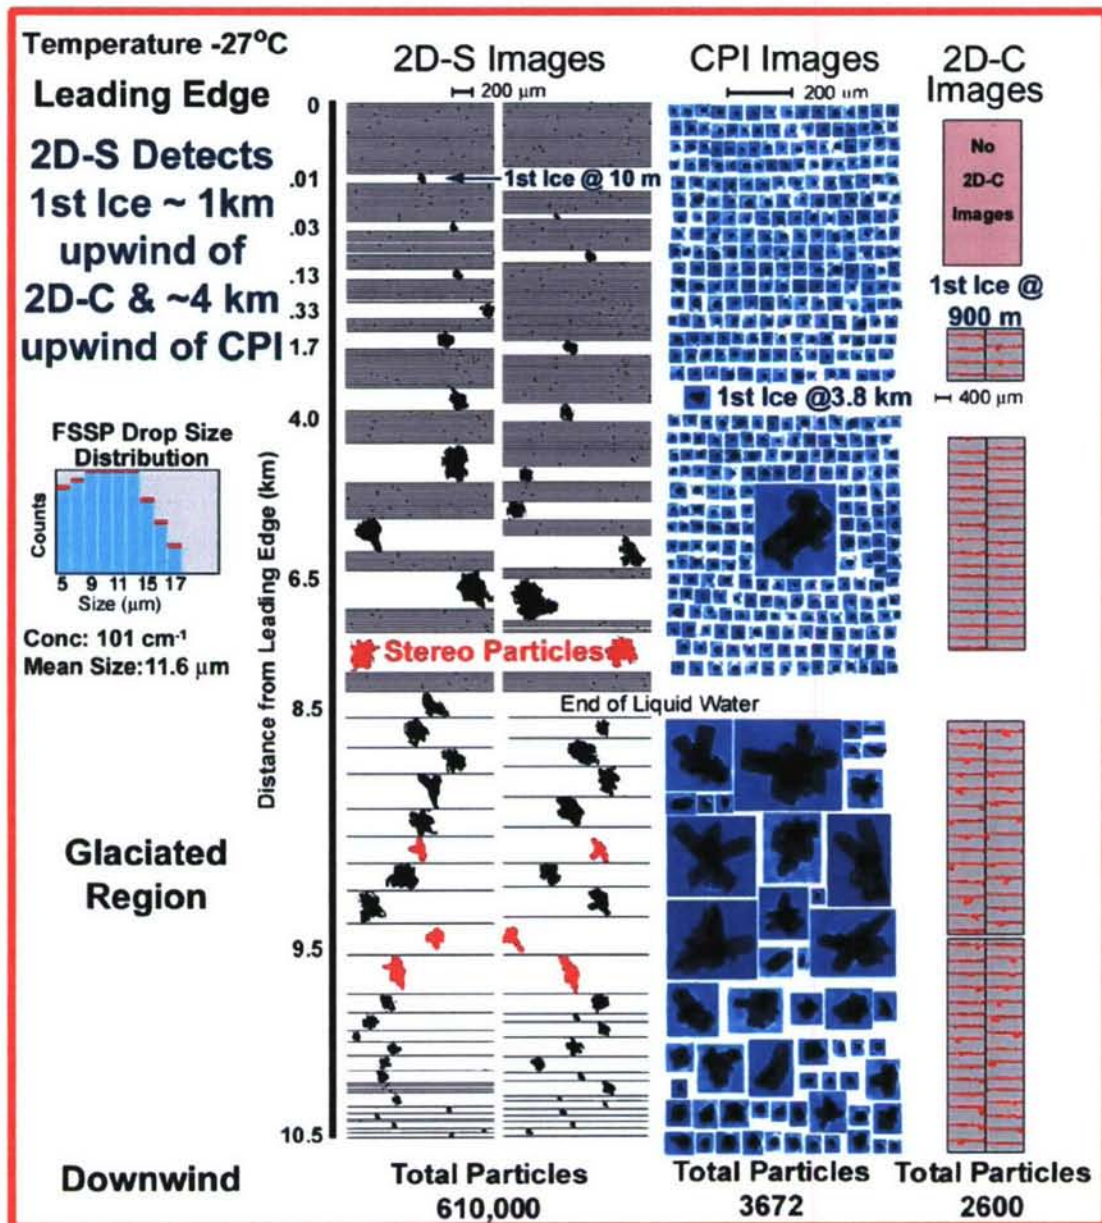 Temperature -27°C
Leading Edge
2D-S Detects
1st Ice ~ 1km
upwind of
2D-C & ~4 km
upwind of CPI
FSSP Drop Size
Distribution
Counts
5 9 11 15 17
Size (µm)
Conc: 101 cm⁻¹
Mean Size: 11.6 µm
Glaciated
Region
Downwind
Distance from Leading Edge (km)
0
.01
.03
.13
.33
1.7
4.0
6.5
8.5
9.5
10.5
2D-S Images
200 µm
1st Ice @ 10 m
Stereo Particles
End of Liquid Water
Total Particles
610,000
CPI Images
200 µm
1st Ice @3.8 km
Total Particles
3672
2D-C
Images
No
2D-C
Images
1st Ice @
900 m
400 µm
Total Particles
2600